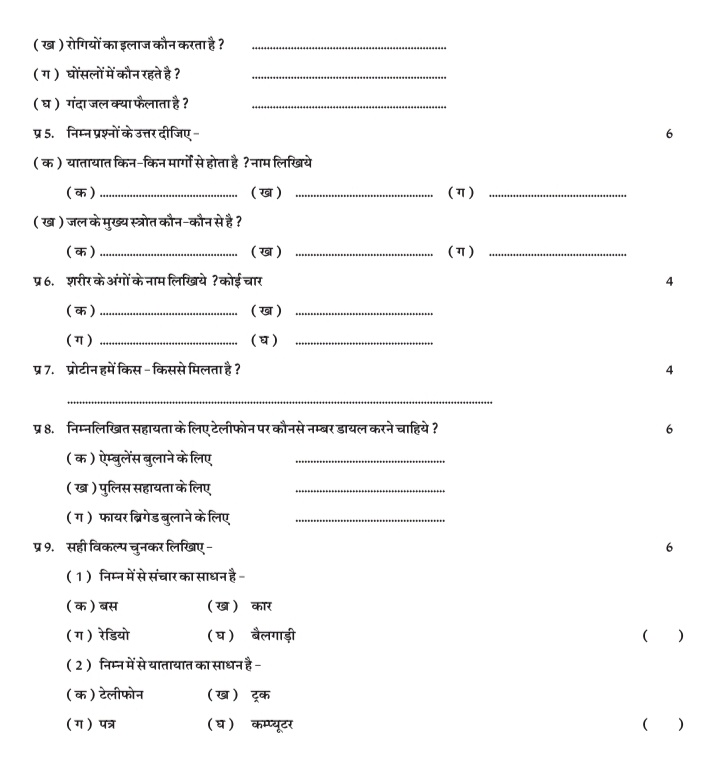 ( ख ) रोगियों का इलाज कौन करता है ? ................................................................
( ग ) घोंसलों में कौन रहते है ? ................................................................
( घ ) गंदा जल क्या फैलाता है ? ................................................................
प्र 5. निम्न प्रश्नों के उत्तर दीजिए - 6
( क ) यातायात किन-किन मार्गों से होता है ? नाम लिखिये
( क ) .............................................. ( ख ) .............................................. ( ग ) ..............................................
( ख ) जल के मुख्य स्त्रोत कौन-कौन से है ?
( क ) .............................................. ( ख ) .............................................. ( ग ) ..............................................
प्र 6. शरीर के अंगों के नाम लिखिये ? कोई चार 4
( क ) .............................................. ( ख ) ..............................................
( ग ) .............................................. ( घ ) ..............................................
प्र 7. प्रोटीन हमें किस - किससे मिलता है ? 4
..............................................................................................................................................
प्र 8. निम्नलिखित सहायता के लिए टेलीफोन पर कौनसे नम्बर डायल करने चाहिये ? 6
( क ) ऐम्बुलेंस बुलाने के लिए ..................................................
( ख ) पुलिस सहायता के लिए ..................................................
( ग ) फायर ब्रिगेड बुलाने के लिए ..................................................
प्र 9. सही विकल्प चुनकर लिखिए - 6
( 1 ) निम्न में से संचार का साधन है -
( क ) बस ( ख ) कार
( ग ) रेडियो ( घ ) बैलगाड़ी ( )
( 2 ) निम्न में से यातायात का साधन है -
( क ) टेलीफोन ( ख ) ट्रक
( ग ) पत्र ( घ ) कम्प्यूटर ( )